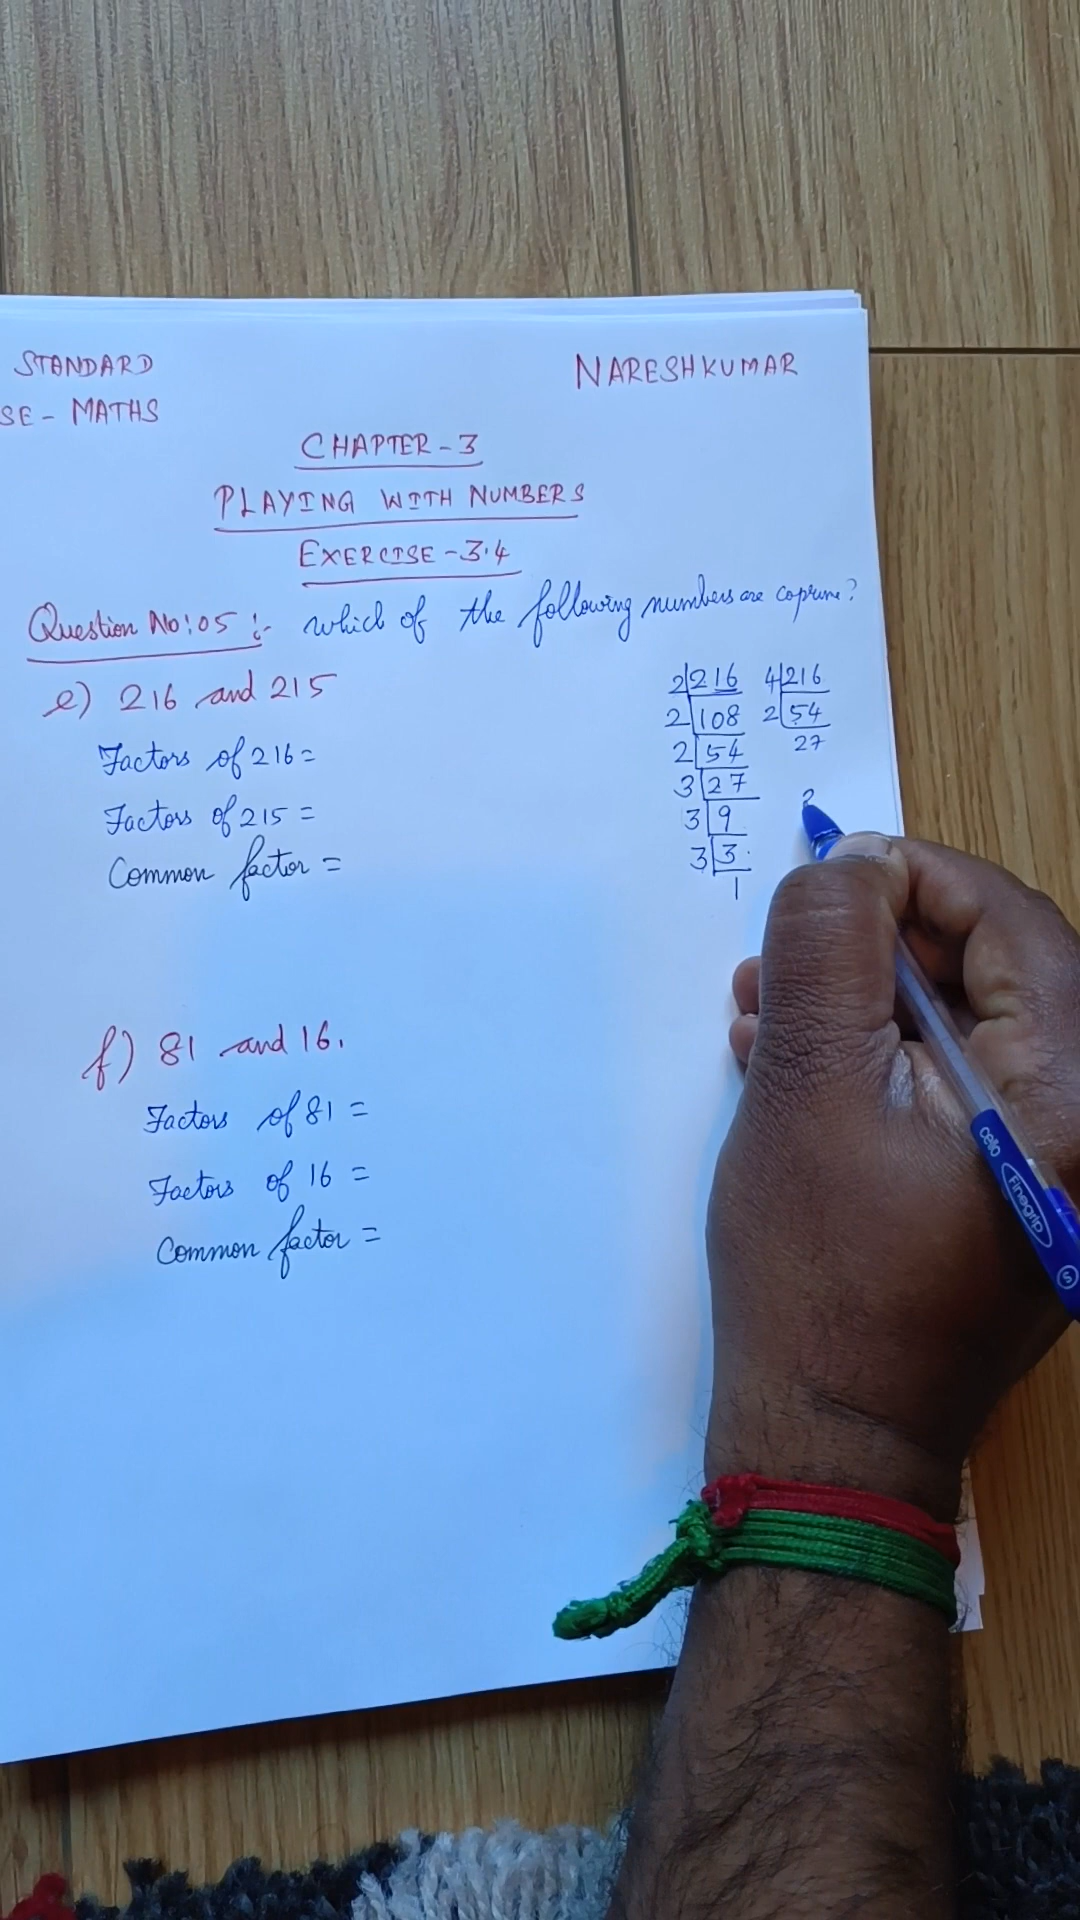 STANDARD NARESHKUMAR
SE - MATHS
CHAPTER - 3
PLAYING WITH NUMBERS
EXERCISE - 3.4
Question No: 05 :- which of the following numbers are coprime?
e) 216 and 215
Factors of 216 =
Factors of 215 =
Common factor =
2 216
2 108
2 54
3 27
3 9
3 3
1
4 216
2 54
27
2
f) 81 and 16.
Factors of 81 =
Factors of 16 =
Common factor =
cello Finegrip